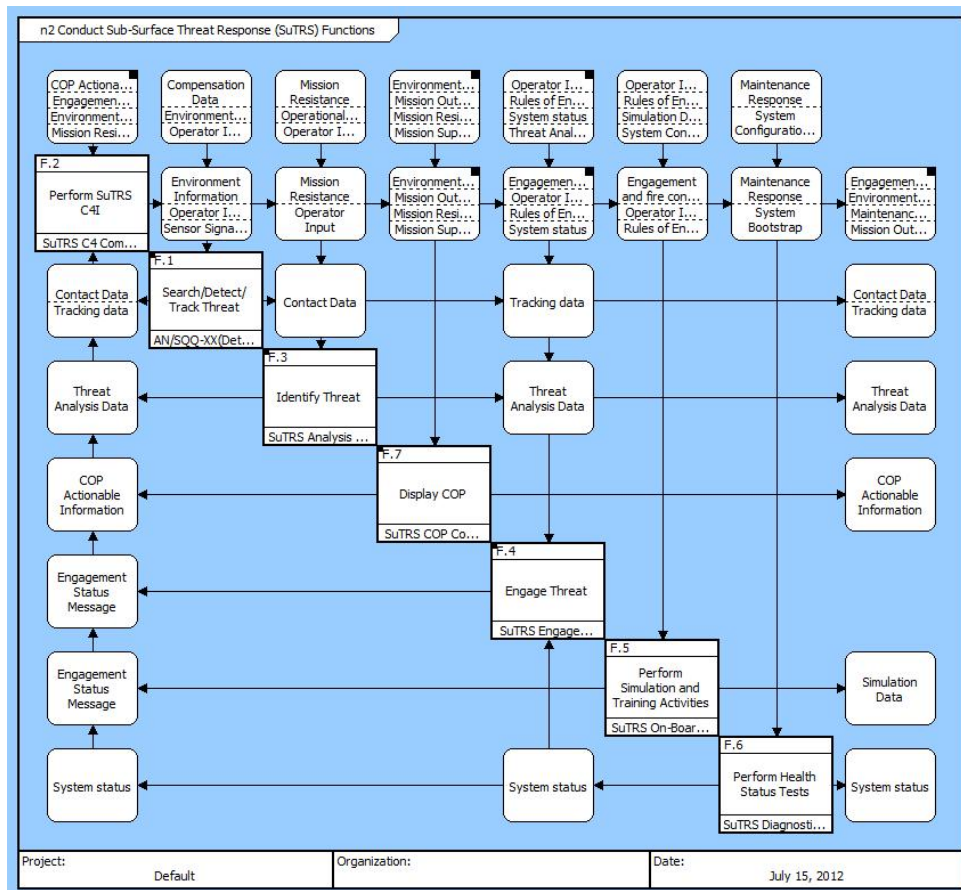 n2 Conduct Sub-Surface Threat Response (SuTRS) Functions
COP Actiona...
Engagemen...
Environment...
Mission Resi...
Compensation
Data
Environment...
Operator I...
Mission
Resistance
Operational...
Operator I...
Environment...
Mission Out...
Mission Resi...
Mission Sup...
Operator I...
Rules of En...
System status
Threat Anal...
Operator I...
Rules of En...
Simulation D...
System Con...
Maintenance
Response
System
Configuratio...
F.2
Perform SuTRS
C4I
SuTRS C4 Com...
Environment
Information
Operator I...
Sensor Signa...
Mission
Resistance
Operator
Input
Environment...
Mission Out...
Mission Resi...
Mission Sup...
Engagemen...
Operator I...
Rules of En...
System status
Engagement
and fire con...
Operator I...
Rules of En...
Maintenance
Response
System
Bootstrap
Engagemen...
Environment...
Maintenanc...
Mission Out...
Contact Data
Tracking data
F.1
Search/Detect/
Track Threat
AN/SQQ-XX(Det...
Contact Data
Tracking data
Contact Data
Tracking data
Threat
Analysis Data
F.3
Identify Threat
SuTRS Analysis ...
Threat
Analysis Data
Threat
Analysis Data
COP
Actionable
Information
F.7
Display COP
SuTRS COP Co...
COP
Actionable
Information
Engagement
Status
Message
F.4
Engage Threat
SuTRS Engage...
Engagement
Status
Message
F.5
Perform
Simulation and
Training Activities
SuTRS On-Boar...
Simulation
Data
System status
System status
F.6
Perform Health
Status Tests
SuTRS Diagnosti...
System status
Project:
Default
Organization:
Date:
July 15, 2012